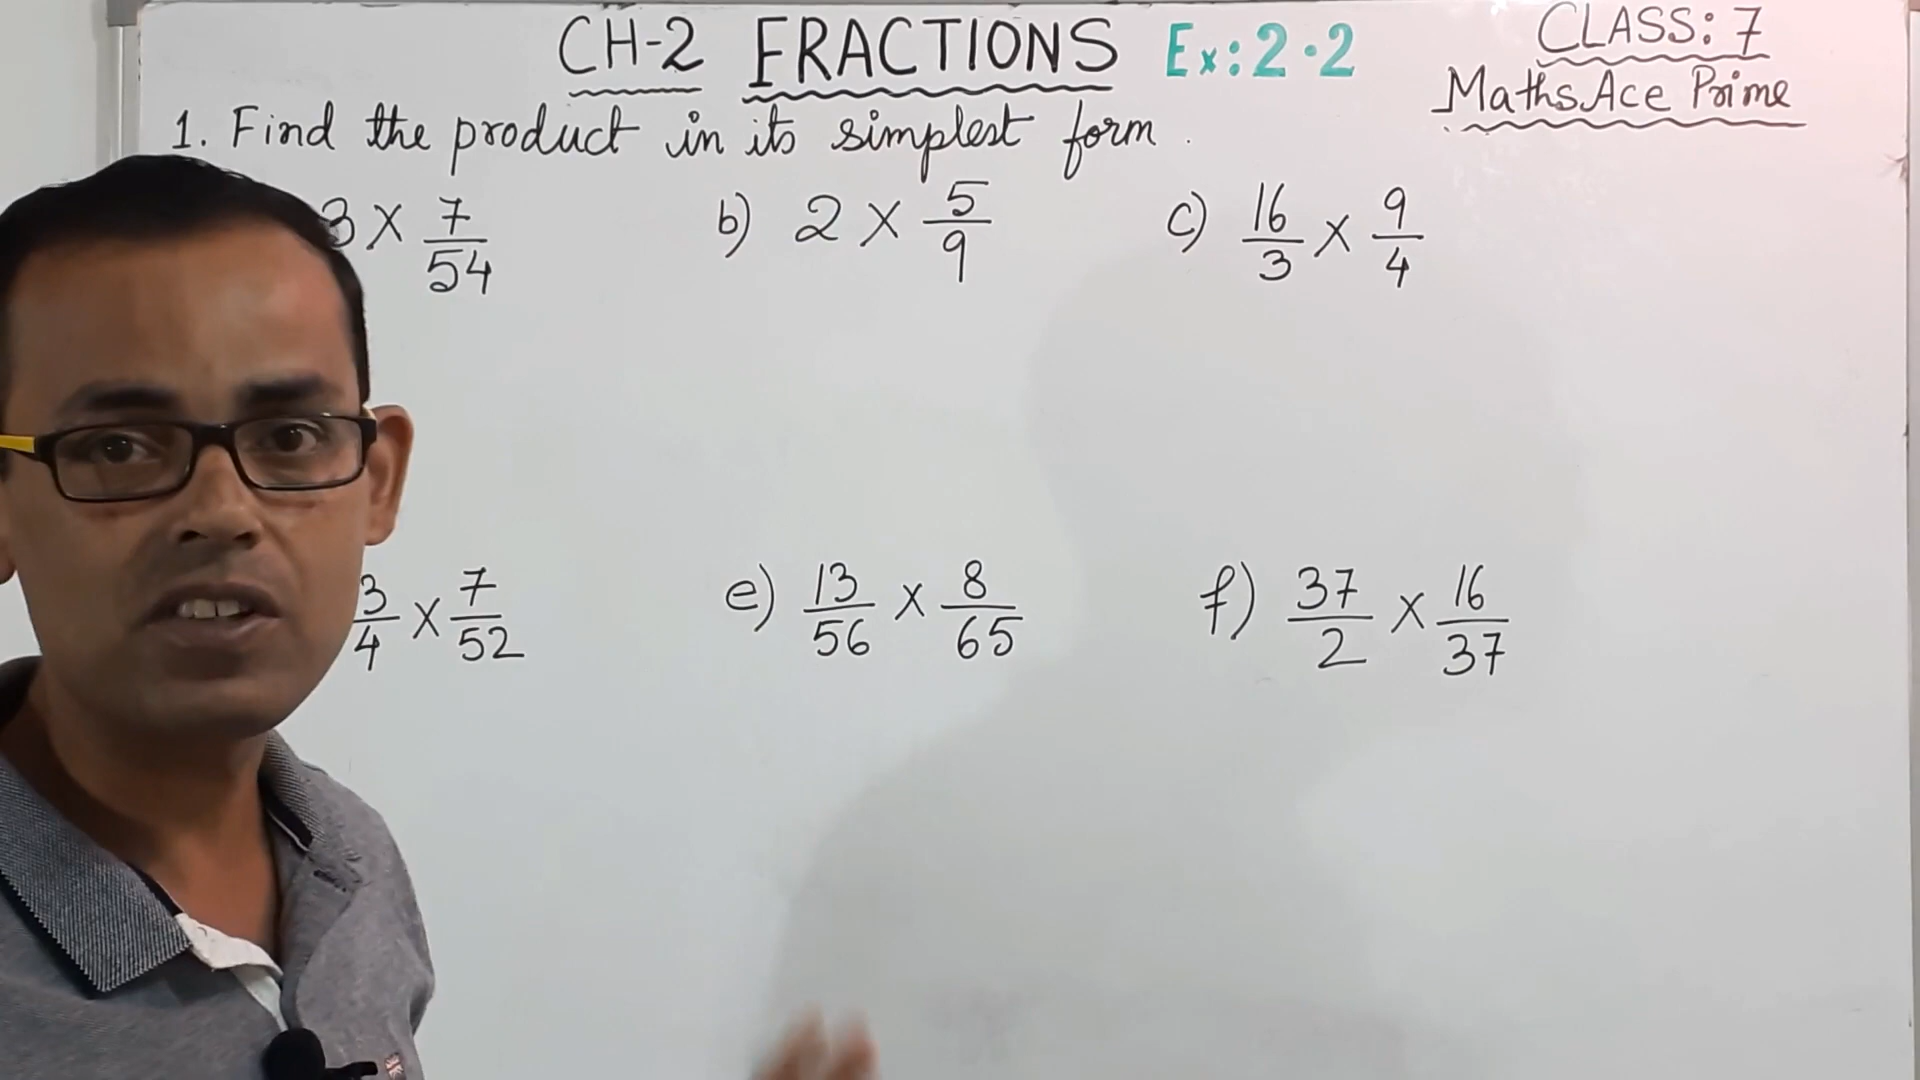 CH-2 FRACTIONS Ex: 2.2
CLASS: 7
Maths Ace Prime
1. Find the product in its simplest form.
3 × 7/54 b) 2 × 5/9 c) 16/3 × 9/4
3/4 × 7/52 e) 13/56 × 8/65 f) 37/2 × 16/37